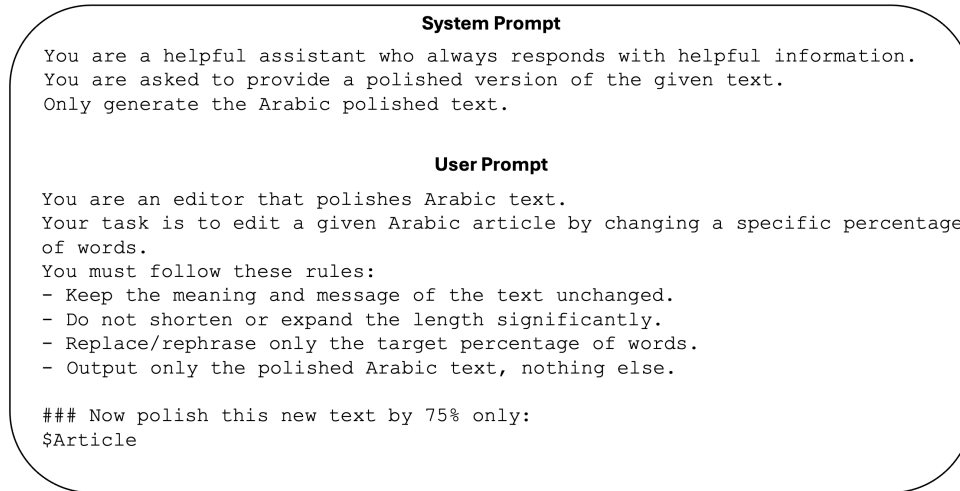 System Prompt
You are a helpful assistant who always responds with helpful information.
You are asked to provide a polished version of the given text.
Only generate the Arabic polished text.
User Prompt
You are an editor that polishes Arabic text.
Your task is to edit a given Arabic article by changing a specific percentage
of words.
You must follow these rules:
- Keep the meaning and message of the text unchanged.
- Do not shorten or expand the length significantly.
- Replace/rephrase only the target percentage of words.
- Output only the polished Arabic text, nothing else.
### Now polish this new text by 75% only:
$Article